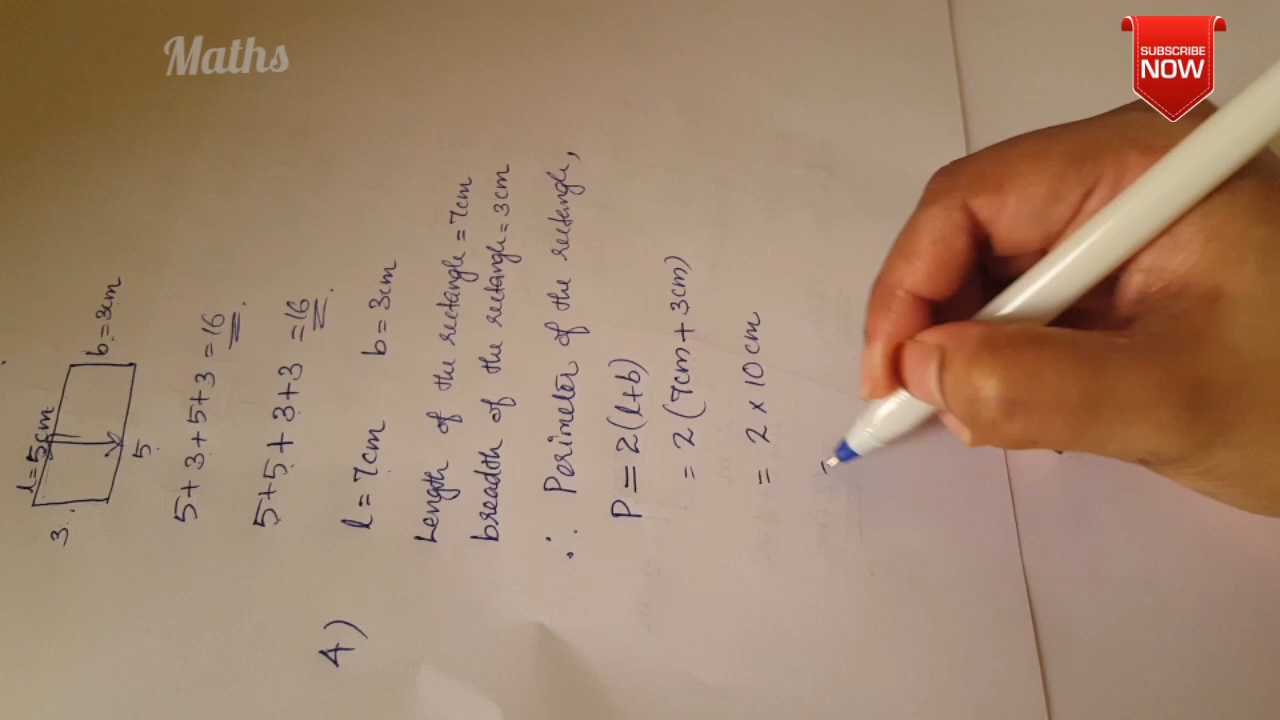 Maths
SUBSCRIBE
NOW
l = 5cm
b = 3cm
3
5
5+3+5+3 = 16
5+5+3+3 = 16
4) l = 7cm b = 3cm
Length of the rectangle = 7cm
breadth of the rectangle = 3cm
∴ Perimeter of the rectangle,
P = 2(l+b)
= 2(7cm+3cm)
= 2 x 10cm